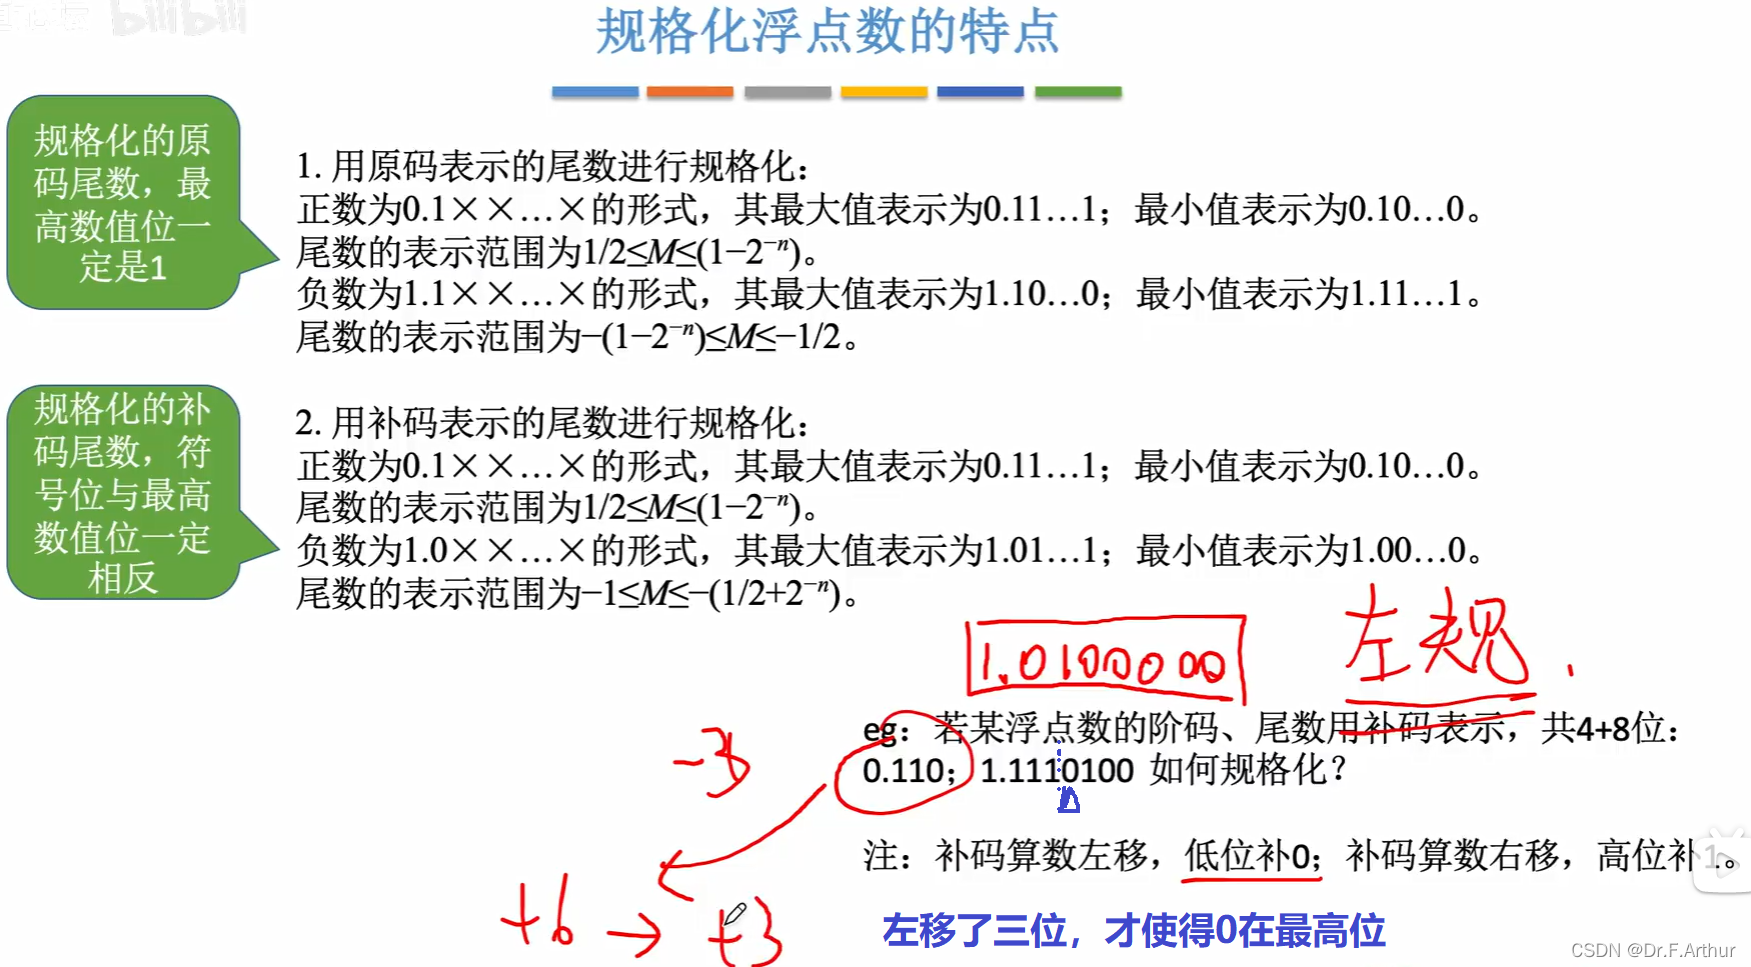 bilibili
规格化浮点数的特点
规格化的原
码尾数，最
高数值位一
定是1
1. 用原码表示的尾数进行规格化：
正数为0.1××…×的形式，其最大值表示为0.11…1；最小值表示为0.10…0。
尾数的表示范围为1/2≤M≤(1−2⁻ⁿ)。
负数为1.1××…×的形式，其最大值表示为1.10…0；最小值表示为1.11…1。
尾数的表示范围为−(1−2⁻ⁿ)≤M≤−1/2。
规格化的补
码尾数，符
号位与最高
数值位一定
相反
2. 用补码表示的尾数进行规格化：
正数为0.1××…×的形式，其最大值表示为0.11…1；最小值表示为0.10…0。
尾数的表示范围为1/2≤M≤(1−2⁻ⁿ)。
负数为1.0××…×的形式，其最大值表示为1.01…1；最小值表示为1.00…0。
尾数的表示范围为−1≤M≤−(1/2+2⁻ⁿ)。
1.0100000
左规.
eg：若某浮点数的阶码、尾数用补码表示，共4+8位：
-3
0.110；1.1110100 如何规格化？
注：补码算数左移，低位补0；补码算数右移，高位补1。
+6 → +3
左移了三位，才使得0在最高位
CSDN @Dr.F.Arthur